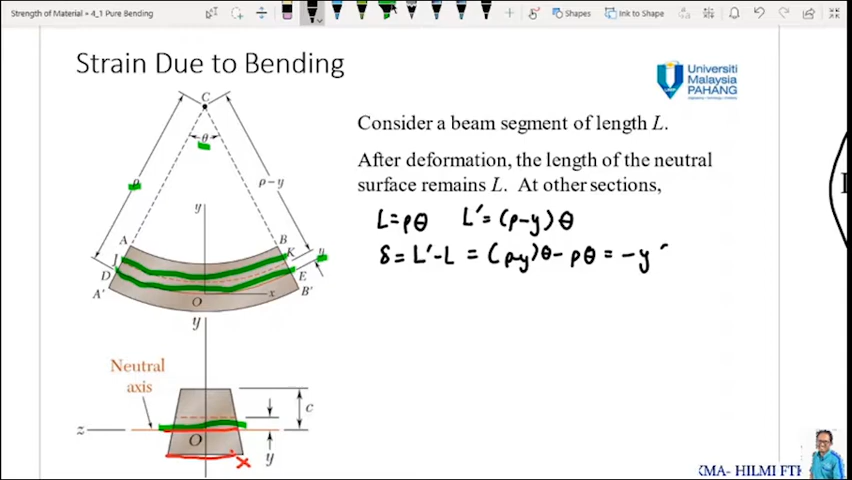 Strength of Material » 4_1 Pure Bending
Shapes
Ink to Shape
Strain Due to Bending
Universiti
Malaysia
PAHANG
Consider a beam segment of length L.
After deformation, the length of the neutral
surface remains L. At other sections,
L=ρθ L'=(ρ-y)θ
δ= L'-L = (ρ-y)θ- ρθ = -y
C
θ
ρ
ρ-y
y
A
B
J
K
y
D
E
A'
B'
O
x
y
Neutral
axis
c
z
O
y
x
KMA- HILMI FTK